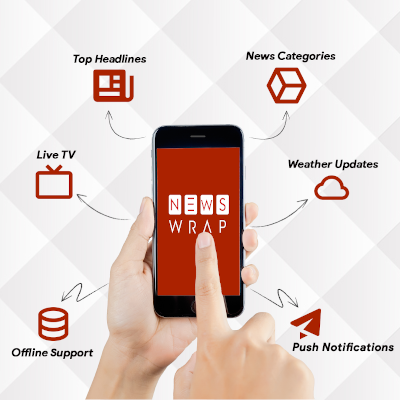 Top Headlines
News Categories
Live TV
Weather Updates
NEWS
WRAP
Offline Support
Push Notifications